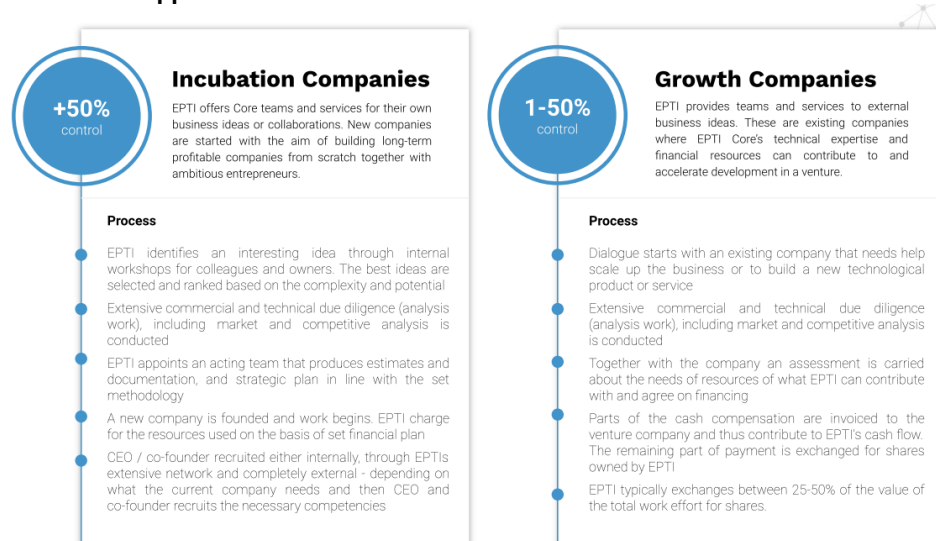 +50%
control
Incubation Companies
EPTI offers Core teams and services for their own
business ideas or collaborations. New companies
are started with the aim of building long-term
profitable companies from scratch together with
ambitious entrepreneurs.
Process
EPTI identifies an interesting idea through internal
workshops for colleagues and owners. The best ideas are
selected and ranked based on the complexity and potential
Extensive commercial and technical due diligence (analysis
work), including market and competitive analysis is
conducted
EPTI appoints an acting team that produces estimates and
documentation, and strategic plan in line with the set
methodology
A new company is founded and work begins. EPTI charge
for the resources used on the basis of set financial plan
CEO / co-founder recruited either internally, through EPTIs
extensive network and completely external - depending on
what the current company needs and then CEO and
co-founder recruits the necessary competencies
1-50%
control
Growth Companies
EPTI provides teams and services to external
business ideas. These are existing companies
where EPTI Core's technical expertise and
financial resources can contribute to and
accelerate development in a venture.
Process
Dialogue starts with an existing company that needs help
scale up the business or to build a new technological
product or service
Extensive commercial and technical due diligence
(analysis work), including market and competitive analysis
is conducted
Together with the company an assessment is carried
about the needs of resources of what EPTI can contribute
with and agree on financing
Parts of the cash compensation are invoiced to the
venture company and thus contribute to EPTI's cash flow.
The remaining part of payment is exchanged for shares
owned by EPTI
EPTI typically exchanges between 25-50% of the value of
the total work effort for shares.